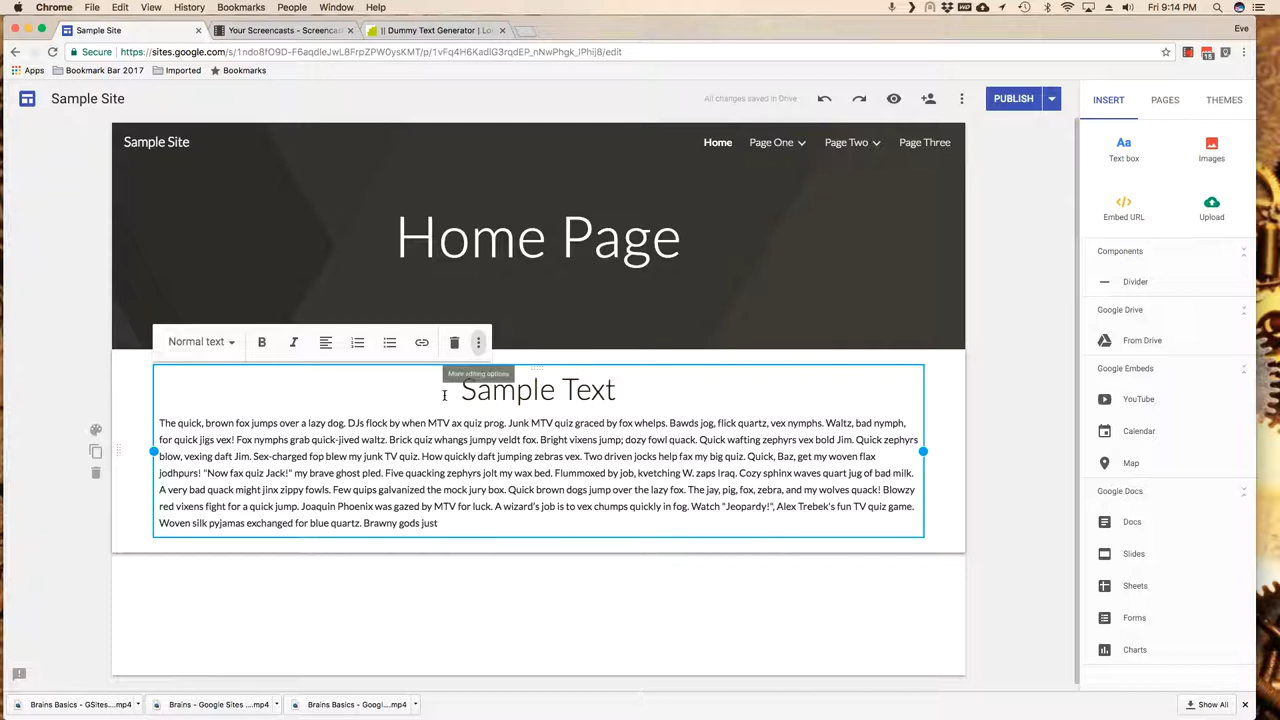 Chrome File Edit View History Bookmarks People Window Help
Fri 9:14 PM
Sample Site
Your Screencasts - Screencast
|| Dummy Text Generator | Lo
Eve
Secure https://sites.google.com/s/1ndo8fO9D-F6aqdleJwL8FrpZPW0ysKMT/p/1vFq4H6KadlG3rqdEP_nNwPhgk_lPhij8/edit
15
Apps Bookmark Bar 2017 Imported Bookmarks
Sample Site
All changes saved in Drive
PUBLISH
INSERT PAGES THEMES
Sample Site
Home Page One Page Two Page Three
Home Page
Aa
Text box
Images
Embed URL
Upload
Components
Divider
Google Drive
From Drive
Google Embeds
YouTube
Calendar
Map
Google Docs
Docs
Slides
Sheets
Forms
Charts
Normal text
B I
More editing options
Sample Text
The quick, brown fox jumps over a lazy dog. DJs flock by when MTV ax quiz prog. Junk MTV quiz graced by fox whelps. Bawds jog, flick quartz, vex nymphs. Waltz, bad nymph,
for quick jigs vex! Fox nymphs grab quick-jived waltz. Brick quiz whangs jumpy veldt fox. Bright vixens jump; dozy fowl quack. Quick wafting zephyrs vex bold Jim. Quick zephyrs
blow, vexing daft Jim. Sex-charged fop blew my junk TV quiz. How quickly daft jumping zebras vex. Two driven jocks help fax my big quiz. Quick, Baz, get my woven flax
jodhpurs! "Now fax quiz Jack!" my brave ghost pled. Five quacking zephyrs jolt my wax bed. Flummoxed by job, kvetching W. zaps Iraq. Cozy sphinx waves quart jug of bad milk.
A very bad quack might jinx zippy fowls. Few quips galvanized the mock jury box. Quick brown dogs jump over the lazy fox. The jay, pig, fox, zebra, and my wolves quack! Blowzy
red vixens fight for a quick jump. Joaquin Phoenix was gazed by MTV for luck. A wizard's job is to vex chumps quickly in fog. Watch "Jeopardy!", Alex Trebek's fun TV quiz game.
Woven silk pyjamas exchanged for blue quartz. Brawny gods just
Brains Basics - GSites....mp4
Brains - Google Sites ....mp4
Brains Basics - Googl....mp4
Show All